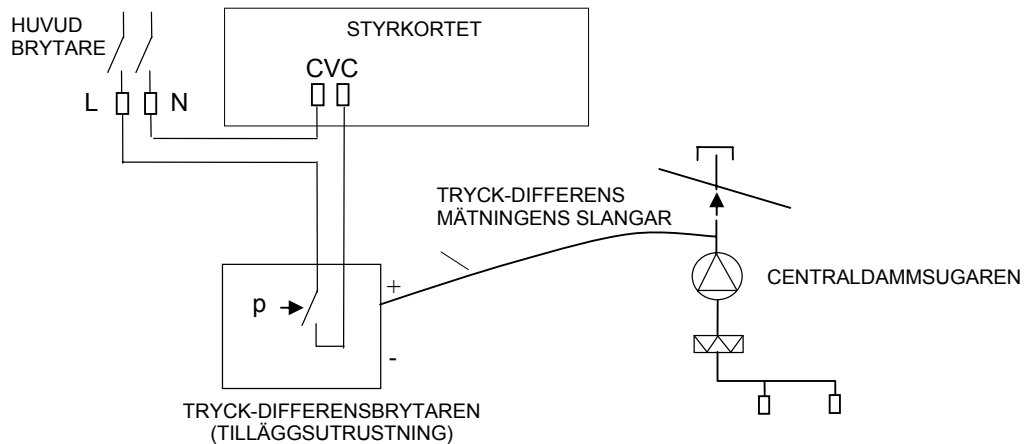 HUVUD
BRYTARE
STYRKORTET
CVC
L
N
TRYCK-DIFFERENS
MÄTNINGENS SLANGAR
CENTRALDAMMSUGAREN
+
p
-
TRYCK-DIFFERENSBRYTAREN
(TILLÄGGSUTRUSTNING)